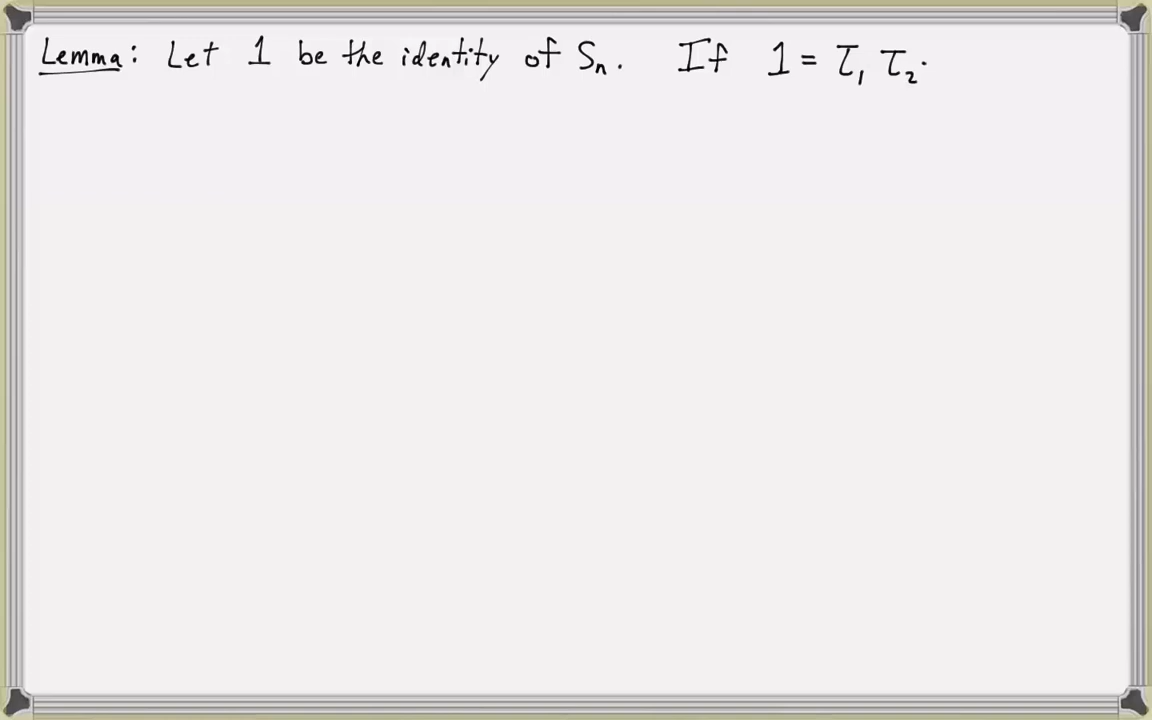 Lemma: Let 1 be the identity of Sₙ. If 1 = τ₁ τ₂·